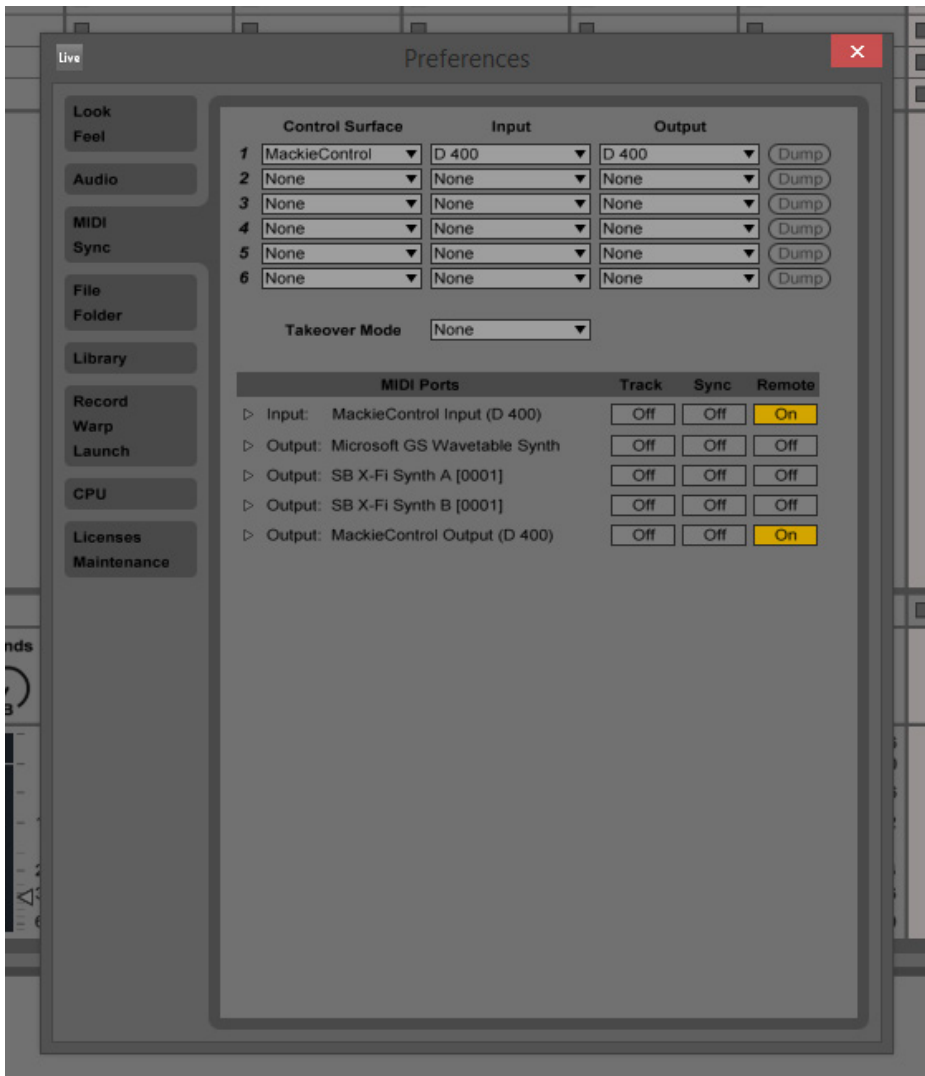 Live Preferences
Look
Feel
Audio
MIDI
Sync
File
Folder
Library
Record
Warp
Launch
CPU
Licenses
Maintenance
Control Surface Input Output
1 MackieControl D 400 D 400 Dump
2 None None None Dump
3 None None None Dump
4 None None None Dump
5 None None None Dump
6 None None None Dump
Takeover Mode None
MIDI Ports Track Sync Remote
Input: MackieControl Input (D 400) Off Off On
Output: Microsoft GS Wavetable Synth Off Off Off
Output: SB X-Fi Synth A [0001] Off Off Off
Output: SB X-Fi Synth B [0001] Off Off Off
Output: MackieControl Output (D 400) Off Off On